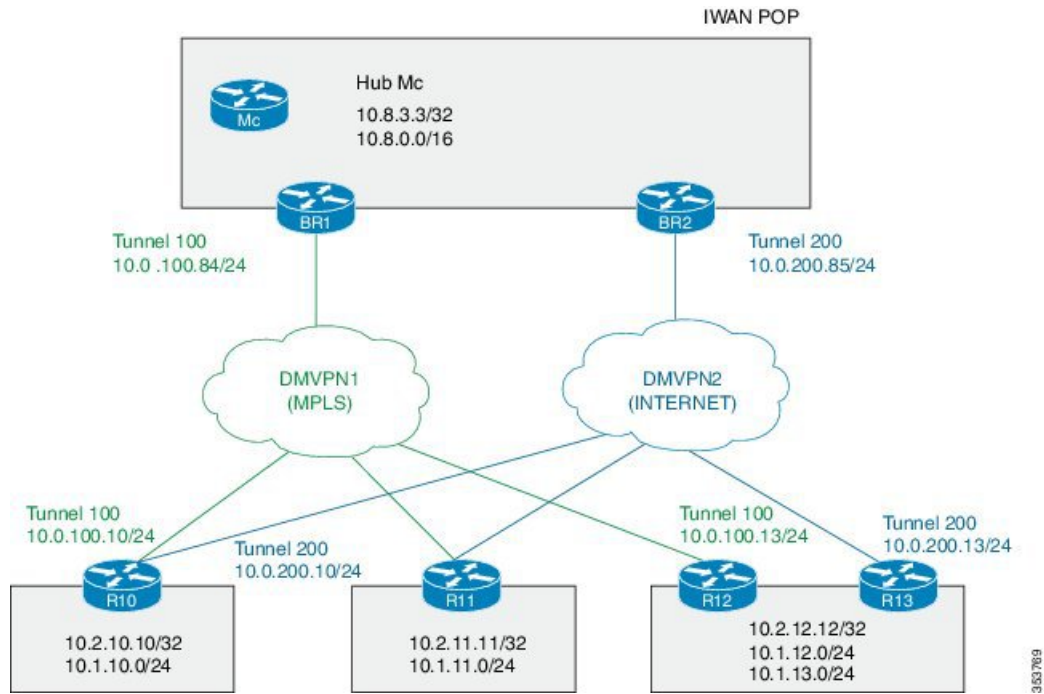 IWAN POP
Hub Mc
10.8.3.3/32
10.8.0.0/16
Mc
BR1
BR2
Tunnel 100
10.0 .100.84/24
Tunnel 200
10.0.200.85/24
DMVPN1
(MPLS)
DMVPN2
(INTERNET)
Tunnel 100
10.0.100.10/24
Tunnel 200
10.0.200.10/24
Tunnel 100
10.0.100.13/24
Tunnel 200
10.0.200.13/24
R10
R11
R12
R13
10.2.10.10/32
10.1.10.0/24
10.2.11.11/32
10.1.11.0/24
10.2.12.12/32
10.1.12.0/24
10.1.13.0/24
353769